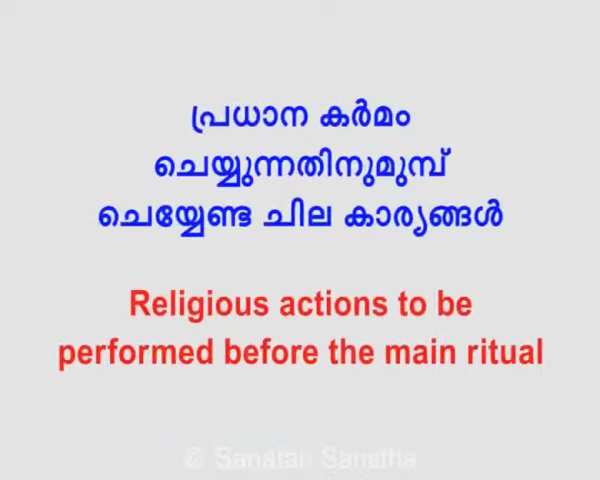 പ്രധാന കർമം
ചെയ്യുന്നതിനുമുമ്പ്
ചെയ്യേണ്ട ചില കാര്യങ്ങൾ
Religious actions to be
performed before the main ritual
© Sanatan Sanstha